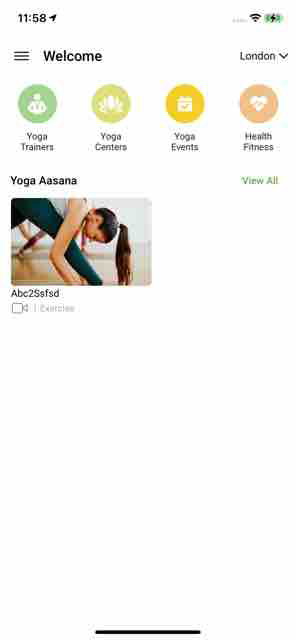 11:58
Welcome
London
Yoga
Trainers
Yoga
Centers
Yoga
Events
Health
Fitness
Yoga Aasana
View All
Abc2Ssfsd
| Exercise